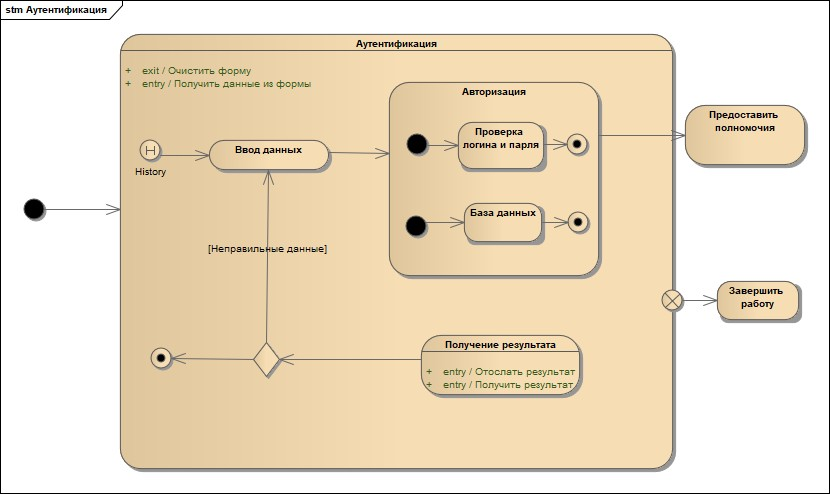 stm Аутентификация
Аутентификация
+ exit / Очистить форму
+ entry / Получить данные из формы
Авторизация
Предоставить
полномочия
Проверка
логина и парля
H
Ввод данных
History
База данных
[Неправильные данные]
Завершить
работу
Получение результата
+ entry / Отослать результат
+ entry / Получить результат